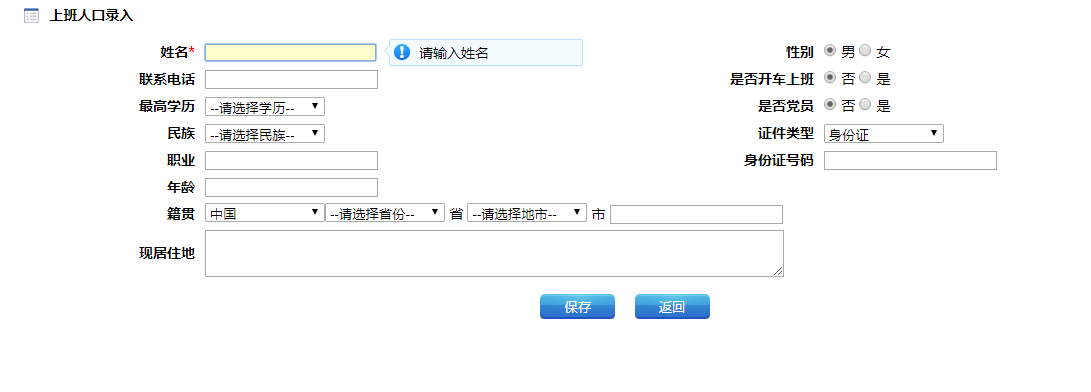 上班人口录入
姓名* 请输入姓名 性别 男 女
联系电话 是否开车上班 否 是
最高学历 --请选择学历-- 是否党员 否 是
民族 --请选择民族-- 证件类型 身份证
职业 身份证号码
年龄
籍贯 中国 --请选择省份-- 省 --请选择地市-- 市
现居住地
保存 返回